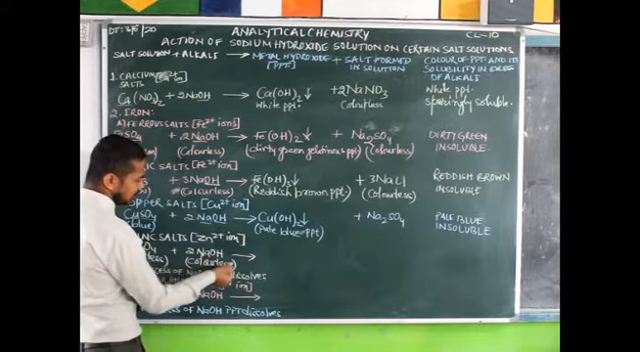 DT: 3/6/20
ANALYTICAL CHEMISTRY
CL-10
ACTION OF SODIUM HYDROXIDE SOLUTION ON CERTAIN SALT SOLUTIONS
SALT SOLUTION + ALKALI → METAL HYDROXIDE [PPT] + SALT FORMED IN SOLUTION
COLOUR OF PPT AND ITS SOLUBILITY IN EXCESS OF ALKALI
1. CALCIUM SALTS
Ca(NO3)2 + 2NaOH → Ca(OH)2↓ + 2NaNO3
White ppt.
White ppt. Colourless sparingly soluble.
2. IRON:
A) FERROUS SALTS [Fe2+ ions]
+ 2NaOH → Fe(OH)2↓ + Na2SO4 DIRTY GREEN
(Colourless) (dirty green gelatinous ppt) (Colourless) INSOLUBLE.
SALTS [Fe3+ ion]
+ 3NaOH → Fe(OH)3↓ + 3NaCl REDDISH BROWN
(Colourless) (Reddish brown ppt) (Colourless) INSOLUBLE
OPPER SALTS [Cu2+ ion]
CuSO4 + 2NaOH → Cu(OH)2↓ + Na2SO4 PALE BLUE
(blue) (Colourless) (Pale blue ppt) INSOLUBLE
INC SALTS [Zn2+ ion]
+ 2NaOH →
(Colourless)
NaOH →
OF NaOH PPT dissolves